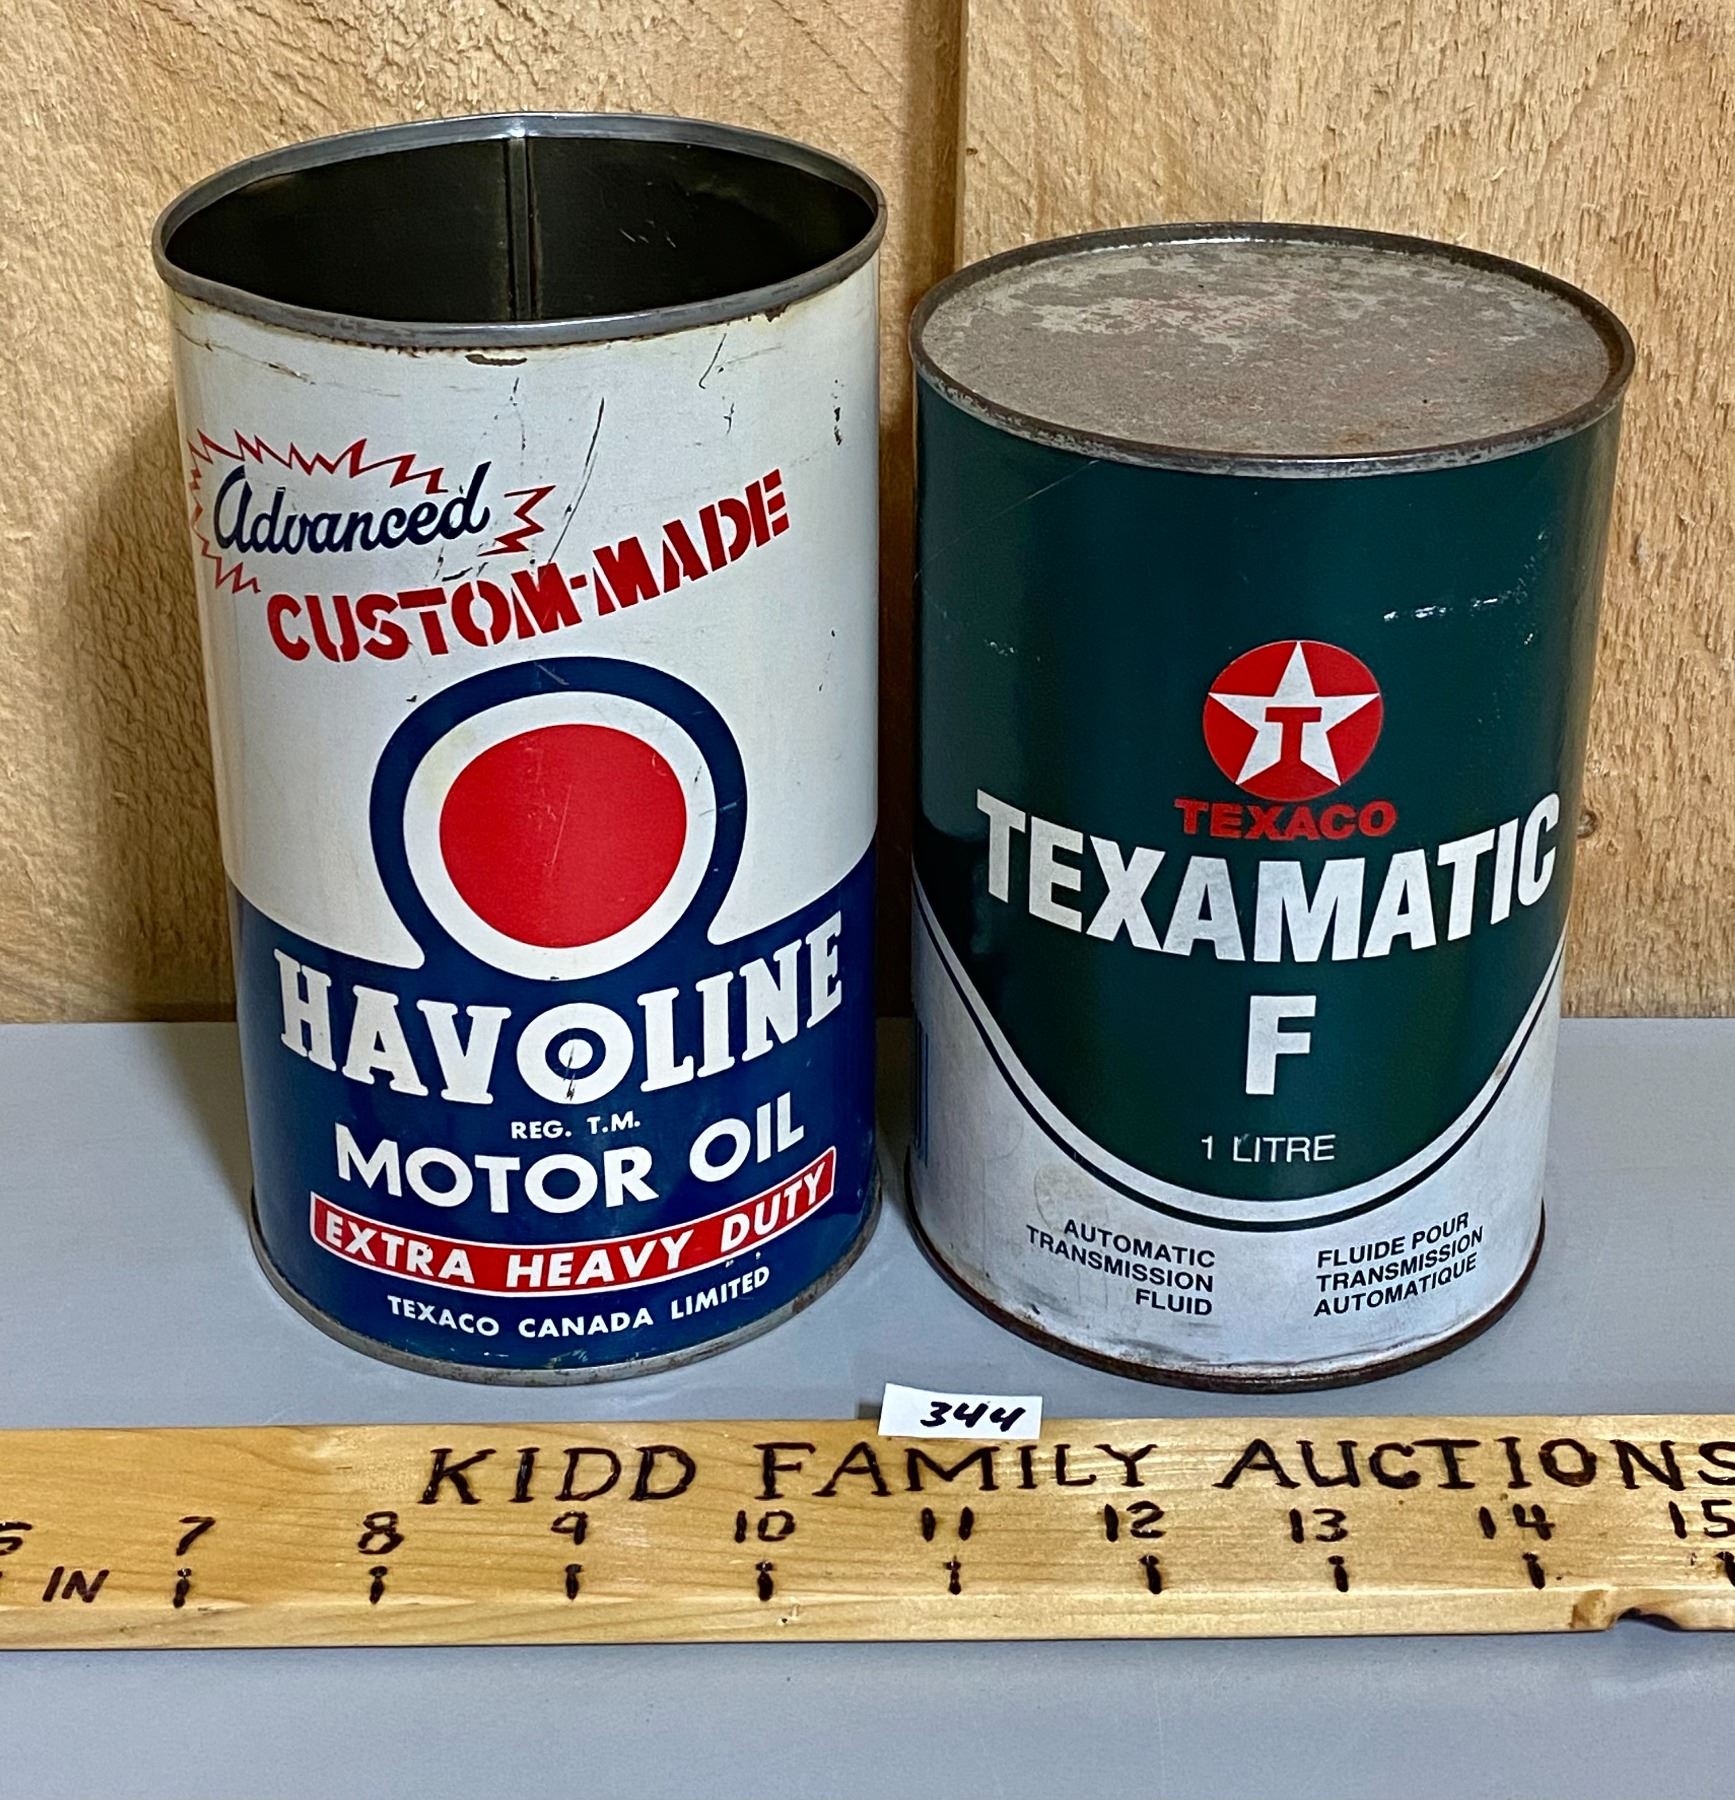 Advanced
CUSTOM-MADE
HAVOLINE
REG. T.M.
MOTOR OIL
EXTRA HEAVY DUTY
TEXACO CANADA LIMITED
T
TEXACO
TEXAMATIC
F
1 LITRE
AUTOMATIC
TRANSMISSION
FLUID
FLUIDE POUR
TRANSMISSION
AUTOMATIQUE
344
KIDD FAMILY AUCTIONS
7 8 9 10 11 12 13 14 15
IN